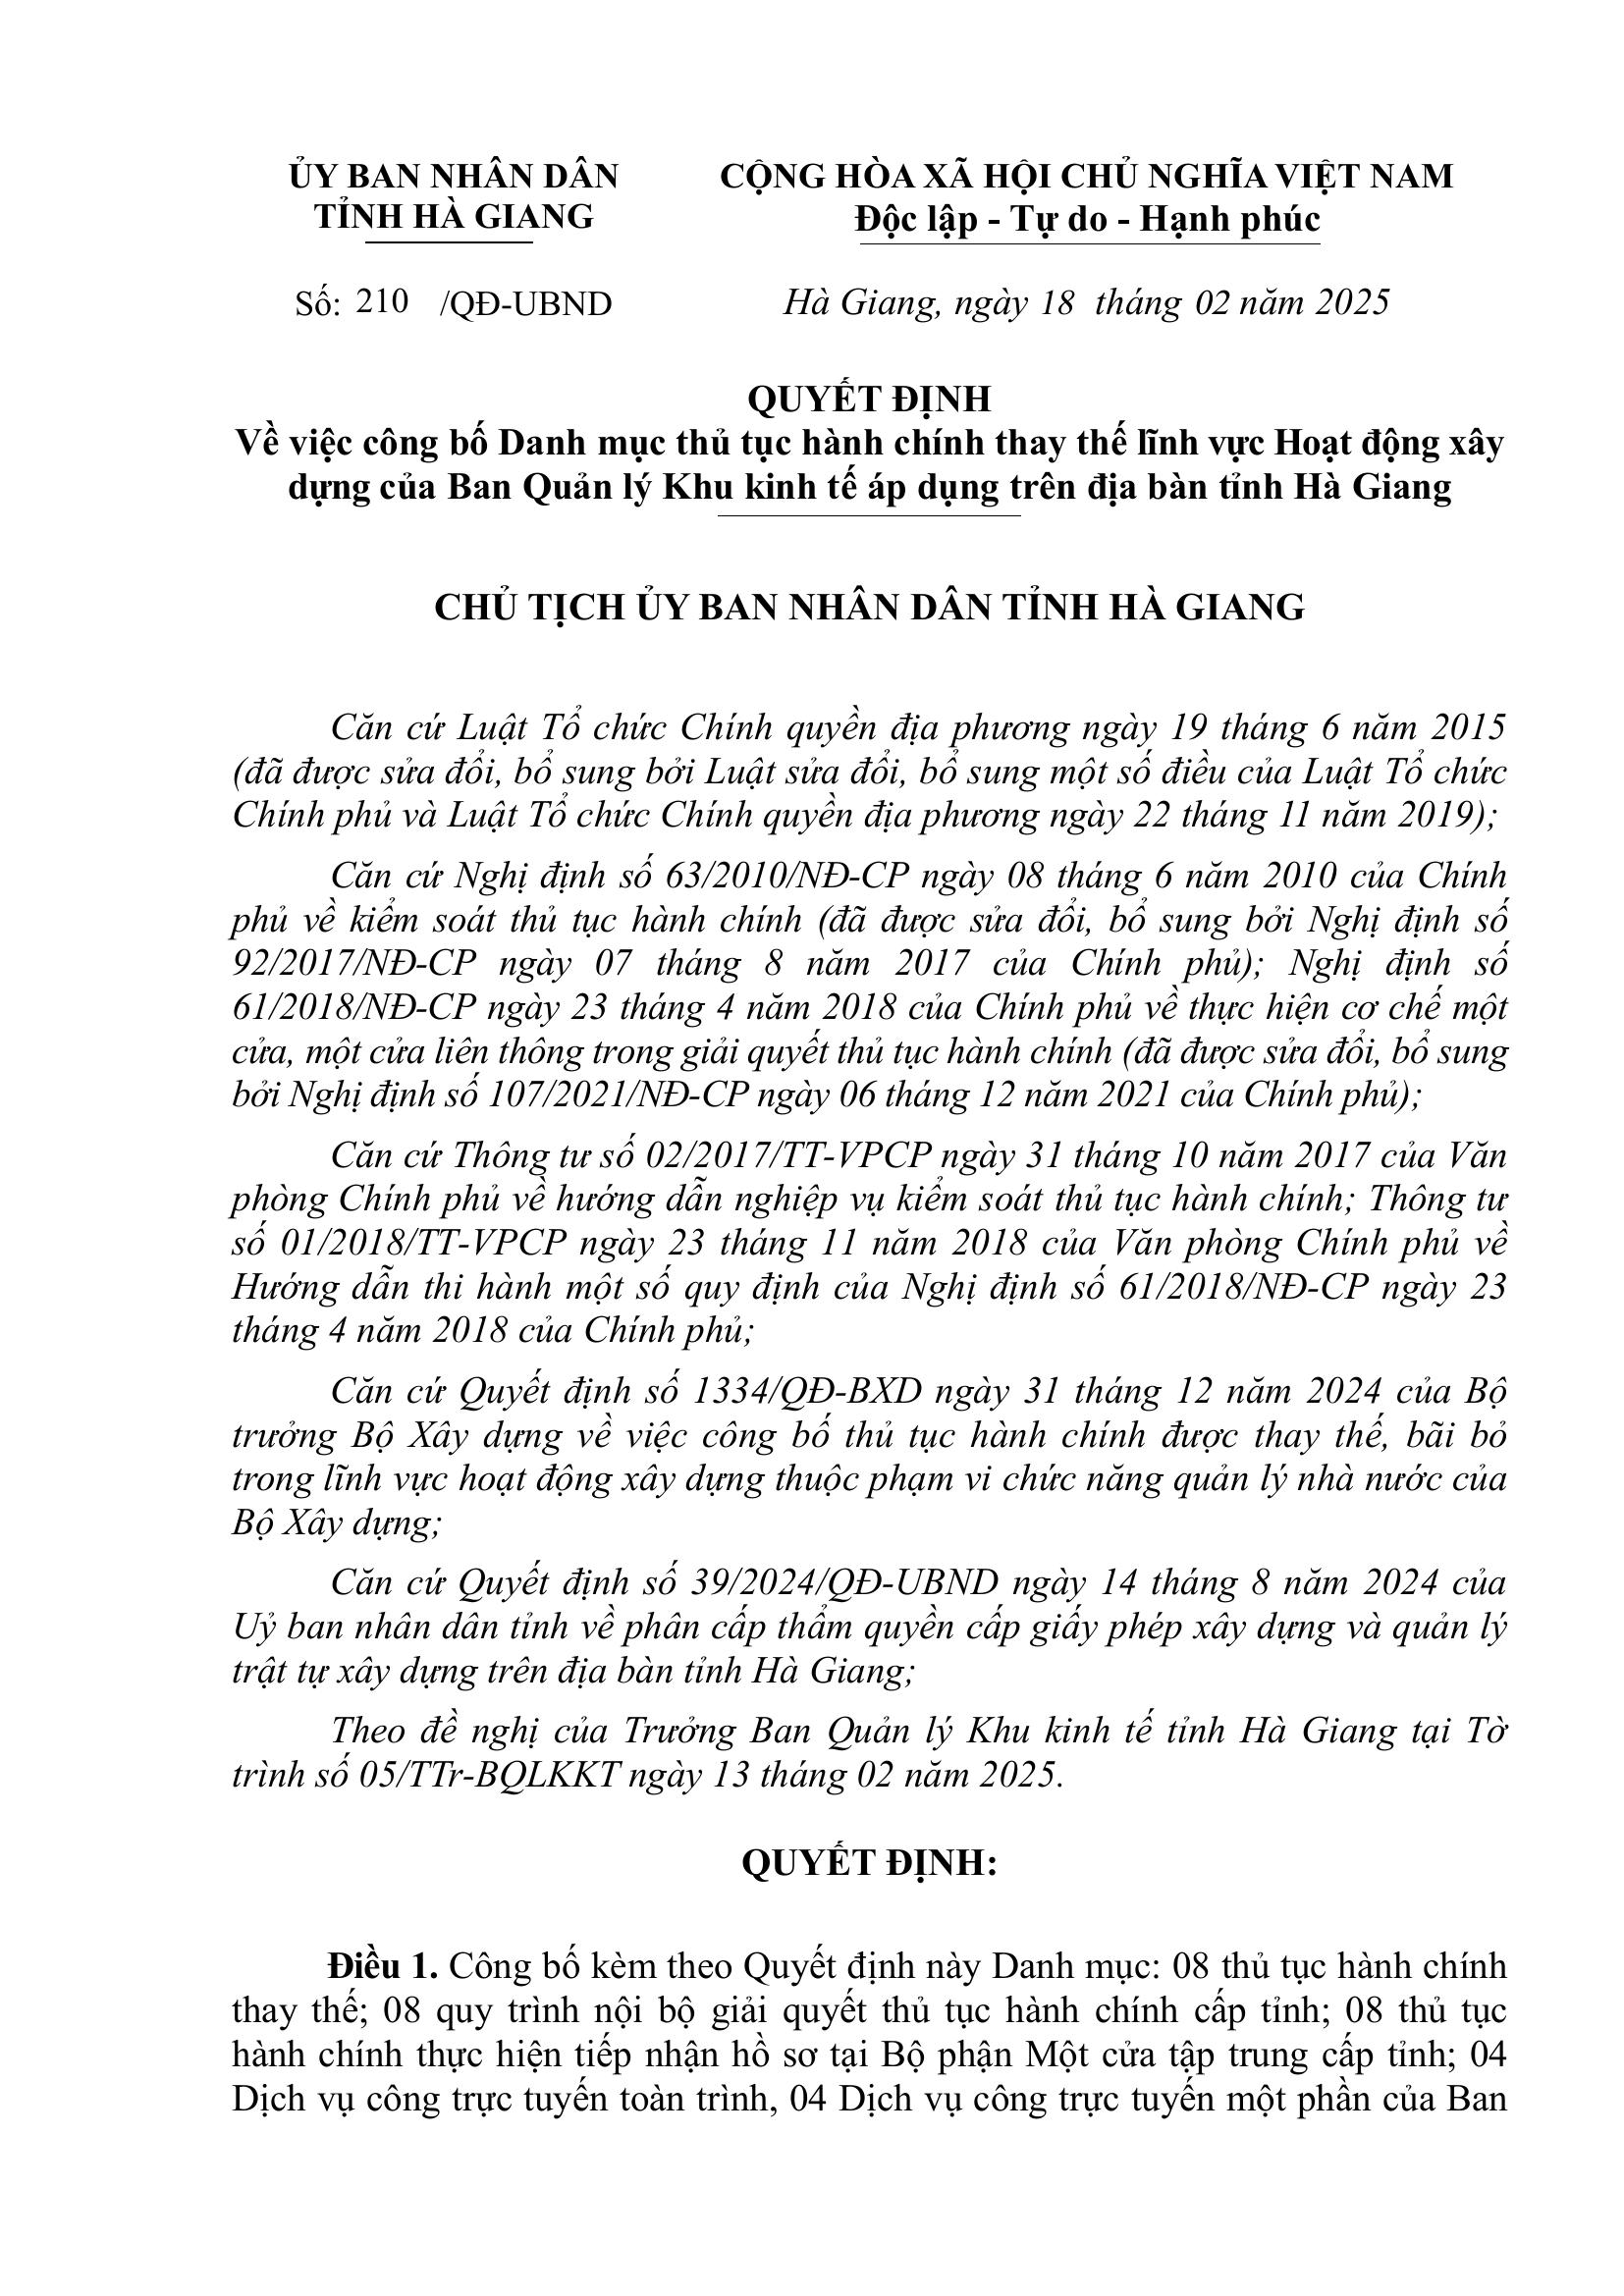 ỦY BAN NHÂN DÂN
TỈNH HÀ GIANG
CỘNG HÒA XÃ HỘI CHỦ NGHĨA VIỆT NAM
Độc lập - Tự do - Hạnh phúc
Số: 210 /QĐ-UBND
Hà Giang, ngày 18 tháng 02 năm 2025
QUYẾT ĐỊNH
Về việc công bố Danh mục thủ tục hành chính thay thế lĩnh vực Hoạt động xây
dựng của Ban Quản lý Khu kinh tế áp dụng trên địa bàn tỉnh Hà Giang
CHỦ TỊCH ỦY BAN NHÂN DÂN TỈNH HÀ GIANG
Căn cứ Luật Tổ chức Chính quyền địa phương ngày 19 tháng 6 năm 2015
(đã được sửa đổi, bổ sung bởi Luật sửa đổi, bổ sung một số điều của Luật Tổ chức
Chính phủ và Luật Tổ chức Chính quyền địa phương ngày 22 tháng 11 năm 2019);
Căn cứ Nghị định số 63/2010/NĐ-CP ngày 08 tháng 6 năm 2010 của Chính
phủ về kiểm soát thủ tục hành chính (đã được sửa đổi, bổ sung bởi Nghị định số
92/2017/NĐ-CP ngày 07 tháng 8 năm 2017 của Chính phủ); Nghị định số
61/2018/NĐ-CP ngày 23 tháng 4 năm 2018 của Chính phủ về thực hiện cơ chế một
cửa, một cửa liên thông trong giải quyết thủ tục hành chính (đã được sửa đổi, bổ sung
bởi Nghị định số 107/2021/NĐ-CP ngày 06 tháng 12 năm 2021 của Chính phủ);
Căn cứ Thông tư số 02/2017/TT-VPCP ngày 31 tháng 10 năm 2017 của Văn
phòng Chính phủ về hướng dẫn nghiệp vụ kiểm soát thủ tục hành chính; Thông tư
số 01/2018/TT-VPCP ngày 23 tháng 11 năm 2018 của Văn phòng Chính phủ về
Hướng dẫn thi hành một số quy định của Nghị định số 61/2018/NĐ-CP ngày 23
tháng 4 năm 2018 của Chính phủ;
Căn cứ Quyết định số 1334/QĐ-BXD ngày 31 tháng 12 năm 2024 của Bộ
trưởng Bộ Xây dựng về việc công bố thủ tục hành chính được thay thế, bãi bỏ
trong lĩnh vực hoạt động xây dựng thuộc phạm vi chức năng quản lý nhà nước của
Bộ Xây dựng;
Căn cứ Quyết định số 39/2024/QĐ-UBND ngày 14 tháng 8 năm 2024 của
Uỷ ban nhân dân tỉnh về phân cấp thẩm quyền cấp giấy phép xây dựng và quản lý
trật tự xây dựng trên địa bàn tỉnh Hà Giang;
Theo đề nghị của Trưởng Ban Quản lý Khu kinh tế tỉnh Hà Giang tại Tờ
trình số 05/TTr-BQLKKT ngày 13 tháng 02 năm 2025.
QUYẾT ĐỊNH:
Điều 1. Công bố kèm theo Quyết định này Danh mục: 08 thủ tục hành chính
thay thế; 08 quy trình nội bộ giải quyết thủ tục hành chính cấp tỉnh; 08 thủ tục
hành chính thực hiện tiếp nhận hồ sơ tại Bộ phận Một cửa tập trung cấp tỉnh; 04
Dịch vụ công trực tuyến toàn trình, 04 Dịch vụ công trực tuyến một phần của Ban